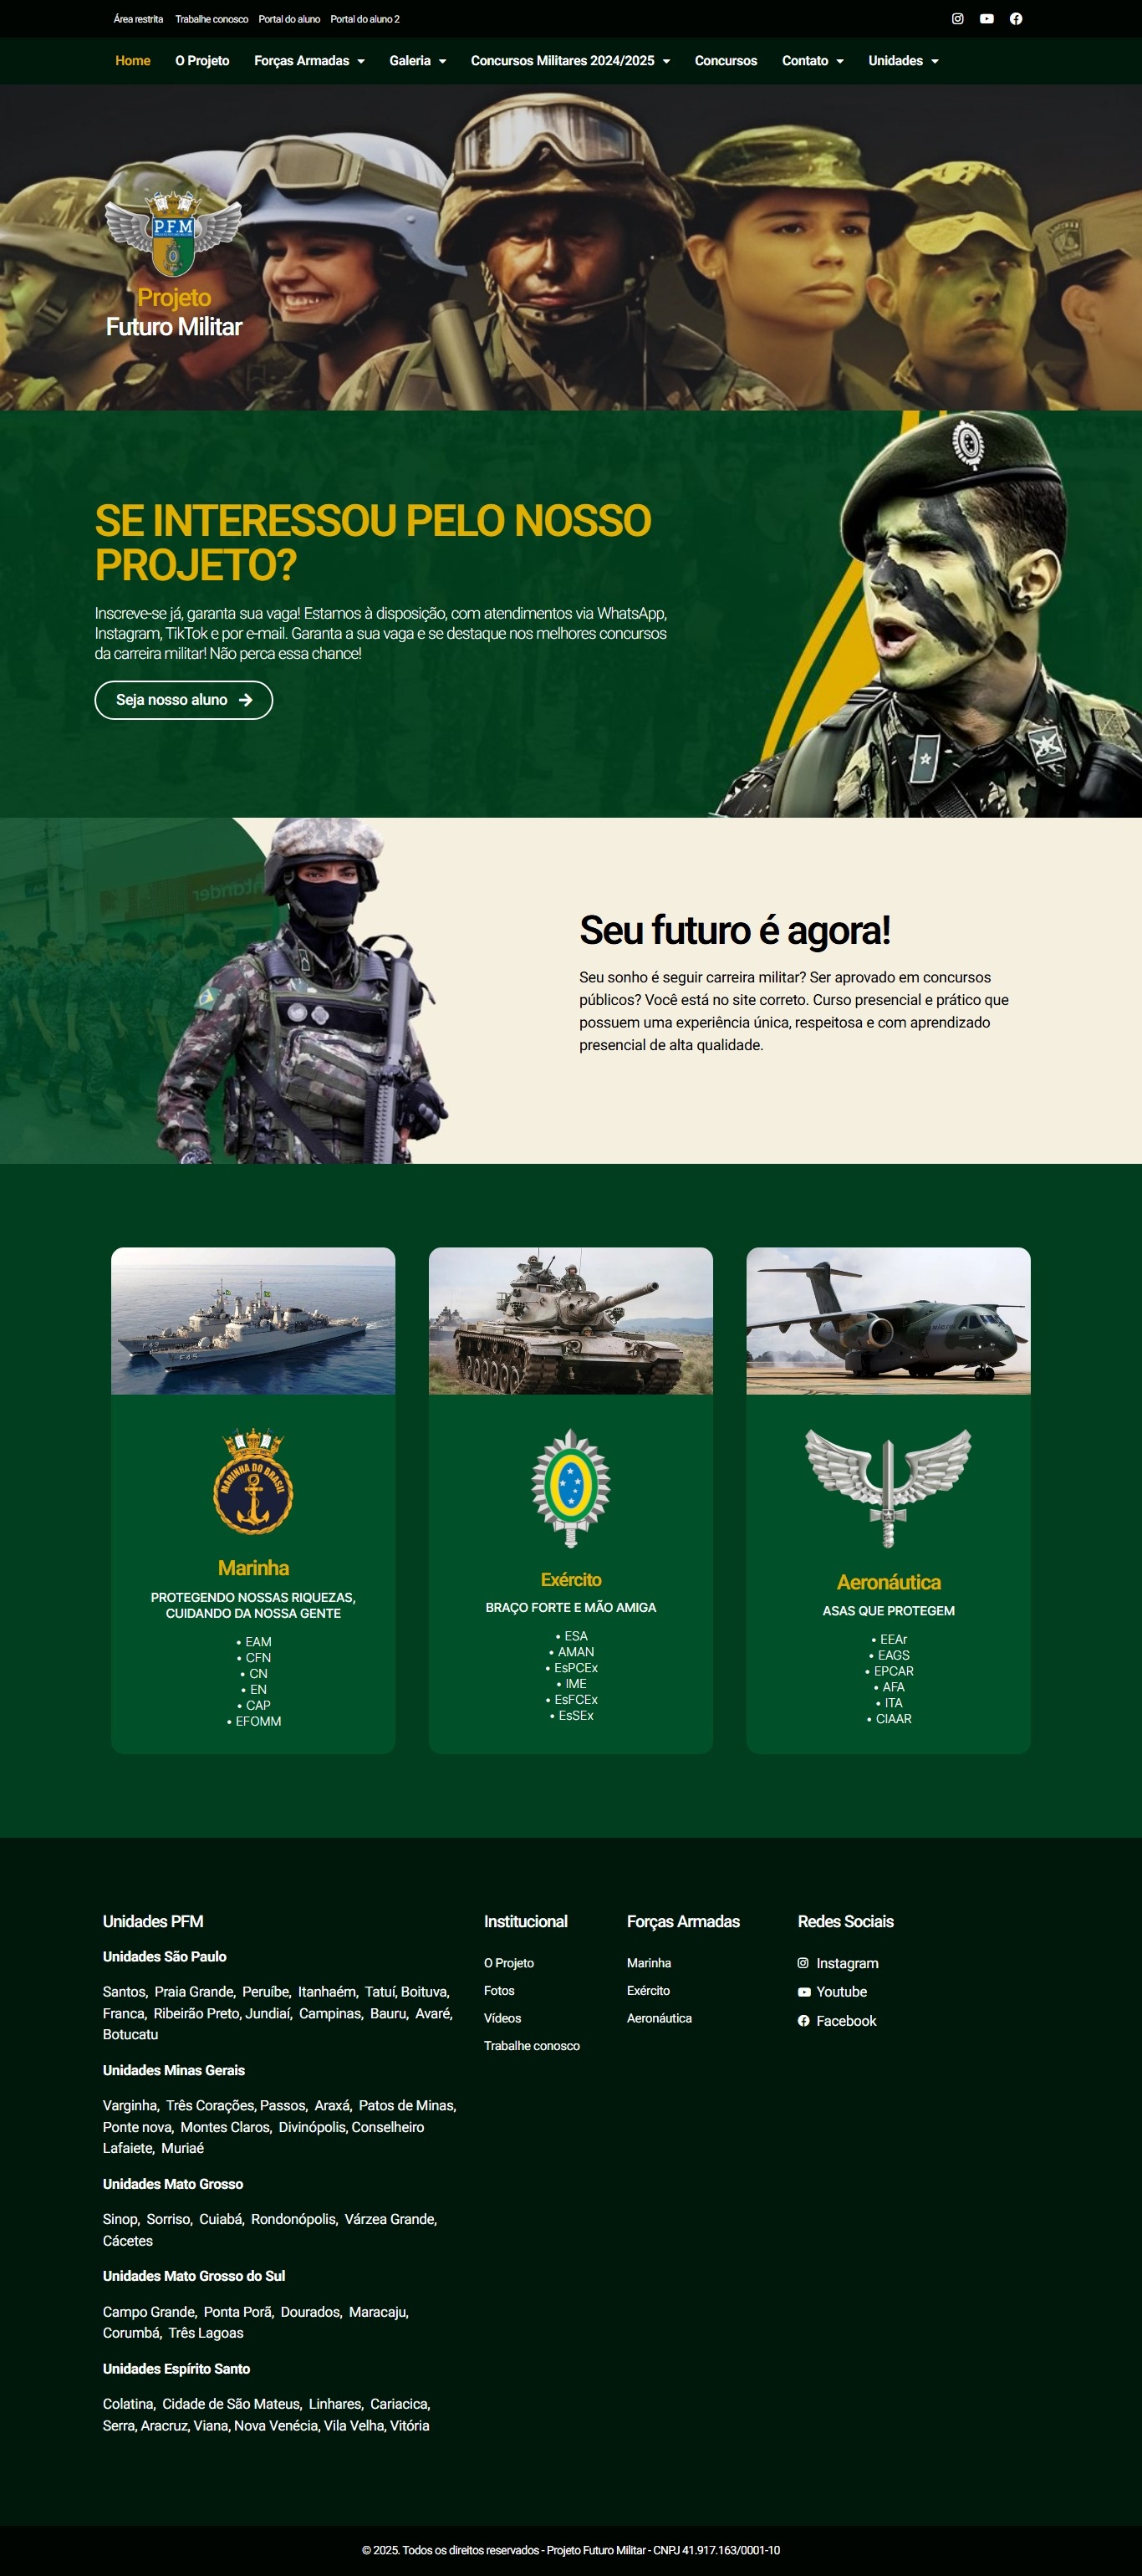 Área restrita Trabalhe conosco Portal do aluno Portal do aluno 2
Home O Projeto Forças Armadas Galeria Concursos Militares 2024/2025 Concursos Contato Unidades
P.F.M
Projeto
Futuro Militar
SE INTERESSOU PELO NOSSO
PROJETO?
Inscreve-se já, garanta sua vaga! Estamos à disposição, com atendimentos via WhatsApp,
Instagram, TikTok e por e-mail. Garanta a sua vaga e se destaque nos melhores concursos
da carreira militar! Não perca essa chance!
Seja nosso aluno
Seu futuro é agora!
Seu sonho é seguir carreira militar? Ser aprovado em concursos
públicos? Você está no site correto. Curso presencial e prático que
possuem uma experiência única, respeitosa e com aprendizado
presencial de alta qualidade.
F45
MARINHA DO BRASIL
Marinha
PROTEGENDO NOSSAS RIQUEZAS,
CUIDANDO DA NOSSA GENTE
• EAM
• CFN
• CN
• EN
• CAP
• EFOMM
Exército
BRAÇO FORTE E MÃO AMIGA
• ESA
• AMAN
• EsPCEx
• IME
• EsFCEx
• EsSEx
Aeronáutica
ASAS QUE PROTEGEM
• EEAr
• EAGS
• EPCAR
• AFA
• ITA
• CIAAR
Unidades PFM
Unidades São Paulo
Santos, Praia Grande, Peruíbe, Itanhaém, Tatuí, Boituva,
Franca, Ribeirão Preto, Jundiaí, Campinas, Bauru, Avaré,
Botucatu
Unidades Minas Gerais
Varginha, Três Corações, Passos, Araxá, Patos de Minas,
Ponte nova, Montes Claros, Divinópolis, Conselheiro
Lafaiete, Muriaé
Unidades Mato Grosso
Sinop, Sorriso, Cuiabá, Rondonópolis, Várzea Grande,
Cácetes
Unidades Mato Grosso do Sul
Campo Grande, Ponta Porã, Dourados, Maracaju,
Corumbá, Três Lagoas
Unidades Espírito Santo
Colatina, Cidade de São Mateus, Linhares, Cariacica,
Serra, Aracruz, Viana, Nova Venécia, Vila Velha, Vitória
Institucional
O Projeto
Fotos
Vídeos
Trabalhe conosco
Forças Armadas
Marinha
Exército
Aeronáutica
Redes Sociais
Instagram
Youtube
Facebook
© 2025. Todos os direitos reservados - Projeto Futuro Militar - CNPJ 41.917.163/0001-10